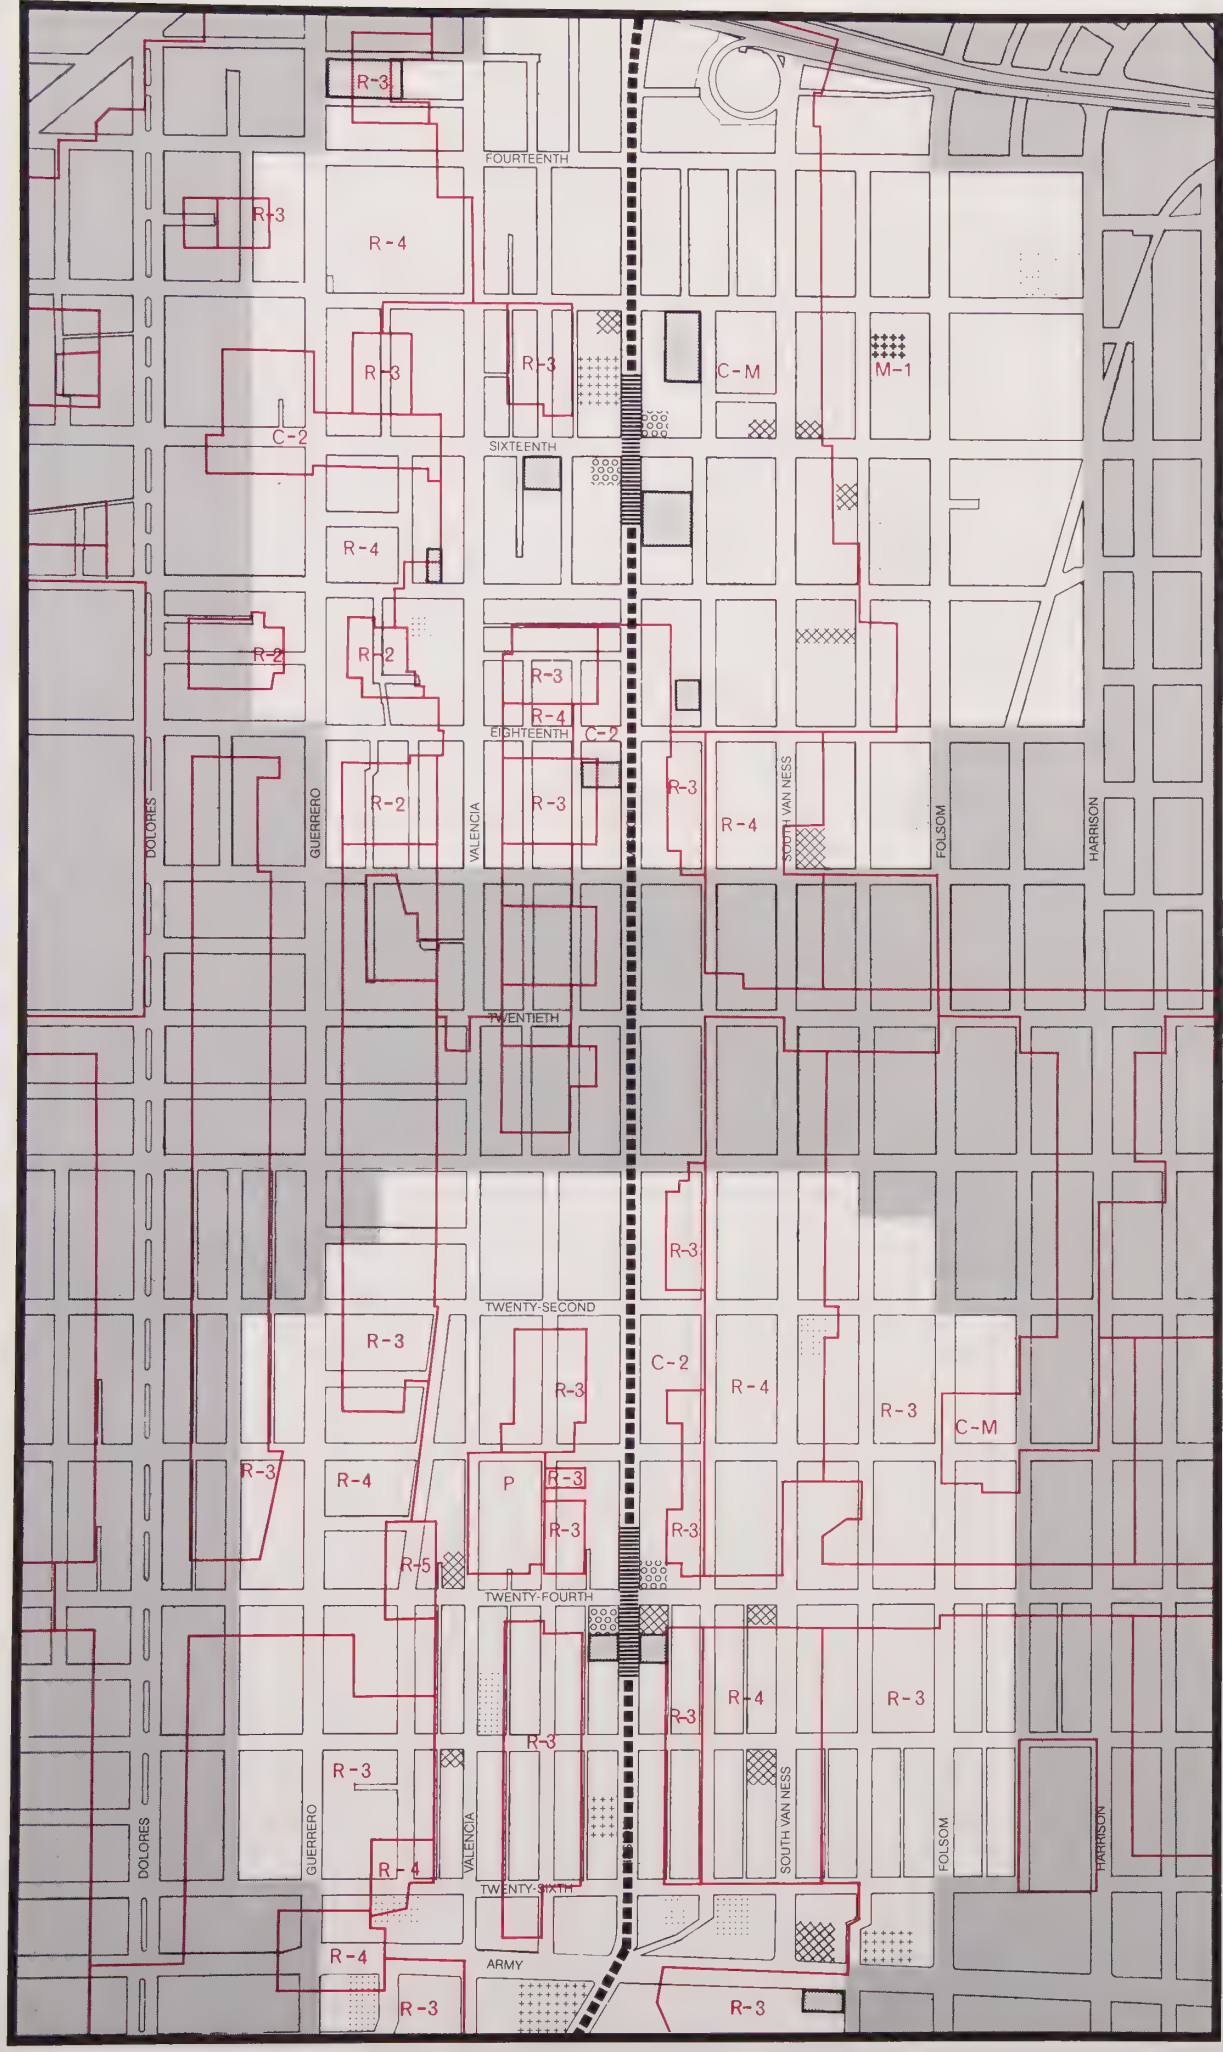 R-3
FOURTEENTH
R-3
R-4
R-3
R-3
C-M
M-1
C-2
SIXTEENTH
R-4
R-2
R-2
R-3
R-4
EIGHTEENTH
C-2
R-2
R-3
R-3
R-4
DOLORES
GUERRERO
VALENCIA
SOUTH VAN NESS
FOLSOM
HARRISON
TWENTIETH
R-3
TWENTY-SECOND
R-3
C-2
R-3
R-4
R-3
C-M
R-3
R-4
P
R-3
R-3
R-3
R-5
TWENTY-FOURTH
R-3
R-4
R-3
R-3
R-3
DOLORES
GUERRERO
VALENCIA
SOUTH VAN NESS
FOLSOM
HARRISON
R-4
TWENTY-SIXTH
R-4
ARMY
R-3
R-3